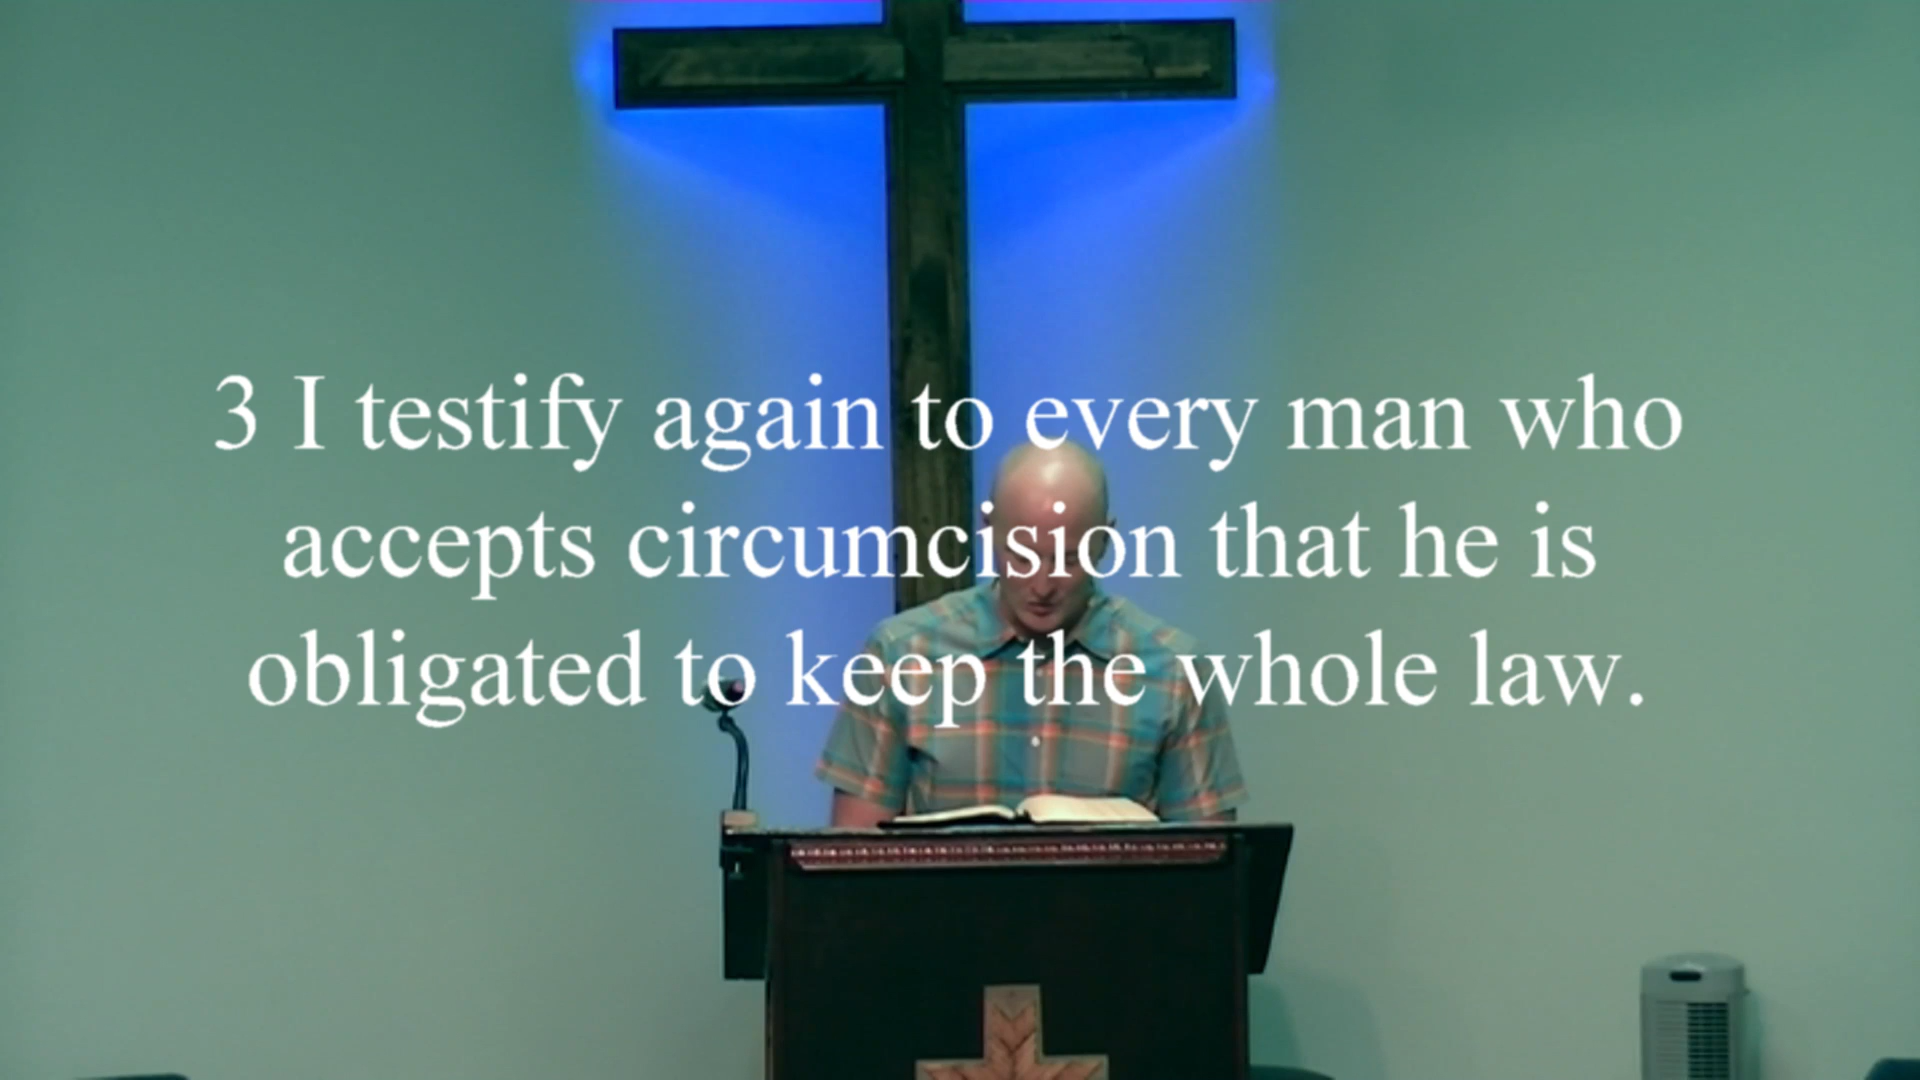 3 I testify again to every man who
accepts circumcision that he is
obligated to keep the whole law.